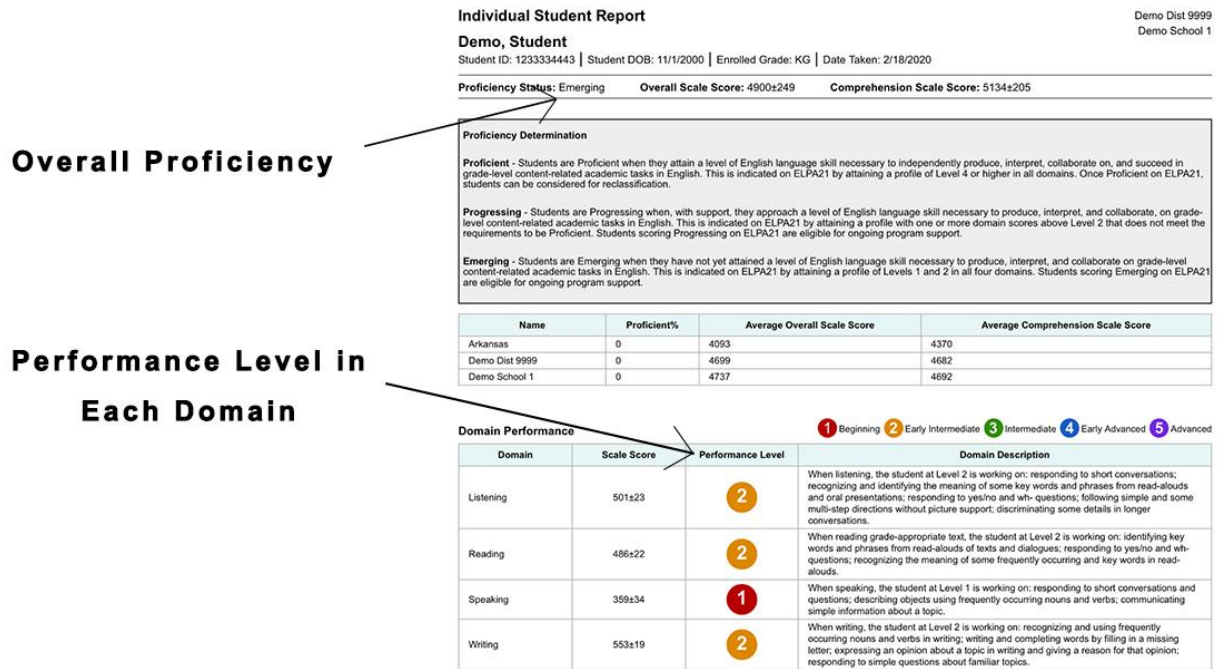 Individual Student Report
Demo Dist 9999
Demo School 1
Demo, Student
Student ID: 1233334443 | Student DOB: 11/1/2000 | Enrolled Grade: KG | Date Taken: 2/18/2020
Proficiency Status: Emerging Overall Scale Score: 4900±249 Comprehension Scale Score: 5134±205
Overall Proficiency
Proficiency Determination
Proficient - Students are Proficient when they attain a level of English language skill necessary to independently produce, interpret, collaborate on, and succeed in
grade-level content-related academic tasks in English. This is indicated on ELPA21 by attaining a profile of Level 4 or higher in all domains. Once Proficient on ELPA21,
students can be considered for reclassification.
Progressing - Students are Progressing when, with support, they approach a level of English language skill necessary to produce, interpret, and collaborate, on grade-
level content-related academic tasks in English. This is indicated on ELPA21 by attaining a profile with one or more domain scores above Level 2 that does not meet the
requirements to be Proficient. Students scoring Progressing on ELPA21 are eligible for ongoing program support.
Emerging - Students are Emerging when they have not yet attained a level of English language skill necessary to produce, interpret, and collaborate on grade-level
content-related academic tasks in English. This is indicated on ELPA21 by attaining a profile of Levels 1 and 2 in all four domains. Students scoring Emerging on ELPA21
are eligible for ongoing program support.
Name Proficient% Average Overall Scale Score Average Comprehension Scale Score
Arkansas 0 4093 4370
Demo Dist 9999 0 4699 4682
Demo School 1 0 4737 4692
Performance Level in
Each Domain
Domain Performance 1 Beginning 2 Early Intermediate 3 Intermediate 4 Early Advanced 5 Advanced
Domain Scale Score Performance Level Domain Description
Listening 501±23 2
When listening, the student at Level 2 is working on: responding to short conversations;
recognizing and identifying the meaning of some key words and phrases from read-alouds
and oral presentations; responding to yes/no and wh- questions; following simple and some
multi-step directions without picture support; discriminating some details in longer
conversations.
Reading 486±22 2
When reading grade-appropriate text, the student at Level 2 is working on: identifying key
words and phrases from read-alouds of texts and dialogues; responding to yes/no and wh-
questions; recognizing the meaning of some frequently occurring and key words in read-
alouds.
Speaking 359±34 1
When speaking, the student at Level 1 is working on: responding to short conversations and
questions; describing objects using frequently occurring nouns and verbs; communicating
simple information about a topic.
Writing 553±19 2
When writing, the student at Level 2 is working on: recognizing and using frequently
occurring nouns and verbs in writing; writing and completing words by filling in a missing
letter; expressing an opinion about a topic in writing and giving a reason for that opinion;
responding to simple questions about familiar topics.